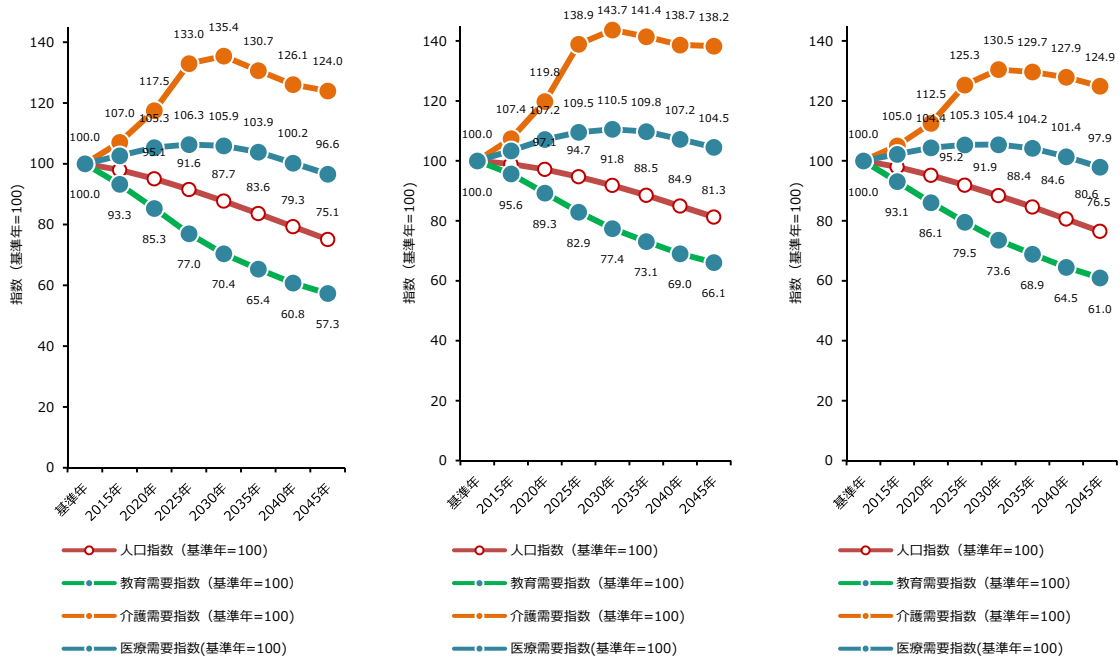 指数（基準年=100）
140
120
100
80
60
40
20
0
100.0
107.0
117.5
133.0
135.4
130.7
126.1
124.0
105.3
106.3
105.9
103.9
100.2
96.6
95.1
91.6
87.7
83.6
79.3
75.1
100.0
93.3
85.3
77.0
70.4
65.4
60.8
57.3
基準年
2015年
2020年
2025年
2030年
2035年
2040年
2045年
人口指数（基準年=100)
教育需要指数（基準年=100）
介護需要指数（基準年=100)
医療需要指数(基準年=100）
指数（基準年=100）
140
120
100
80
60
40
20
0
100.0
107.4
119.8
138.9
143.7
141.4
138.7
138.2
107.2
109.5
110.5
109.8
107.2
104.5
97.1
94.7
91.8
88.5
84.9
81.3
100.0
95.6
89.3
82.9
77.4
73.1
69.0
66.1
基準年
2015年
2020年
2025年
2030年
2035年
2040年
2045年
人口指数（基準年=100)
教育需要指数（基準年=100）
介護需要指数（基準年=100)
医療需要指数(基準年=100）
指数（基準年=100）
140
120
100
80
60
40
20
0
100.0
105.0
112.5
125.3
130.5
129.7
127.9
124.9
104.4
105.3
105.4
104.2
101.4
97.9
95.2
91.9
88.4
84.6
80.6
76.5
100.0
93.1
86.1
79.5
73.6
68.9
64.5
61.0
基準年
2015年
2020年
2025年
2030年
2035年
2040年
2045年
人口指数（基準年=100)
教育需要指数（基準年=100）
介護需要指数（基準年=100)
医療需要指数(基準年=100）